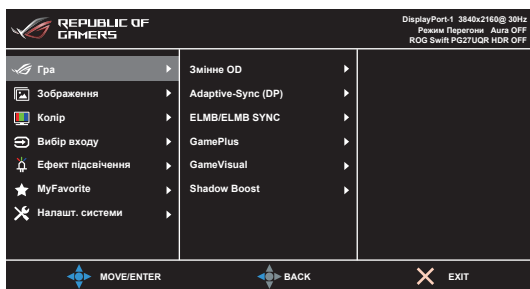 REPUBLIC OF
GAMERS
DisplayPort-1 3840x2160@ 30Hz
Режим Перегони Aura OFF
ROG Swift PG27UQR HDR OFF
Гра
Зображення
Колір
Вибір входу
Ефект підсвічення
MyFavorite
Налашт. системи
Змінне OD
Adaptive-Sync (DP)
ELMB/ELMB SYNC
GamePlus
GameVisual
Shadow Boost
MOVE/ENTER
BACK
EXIT